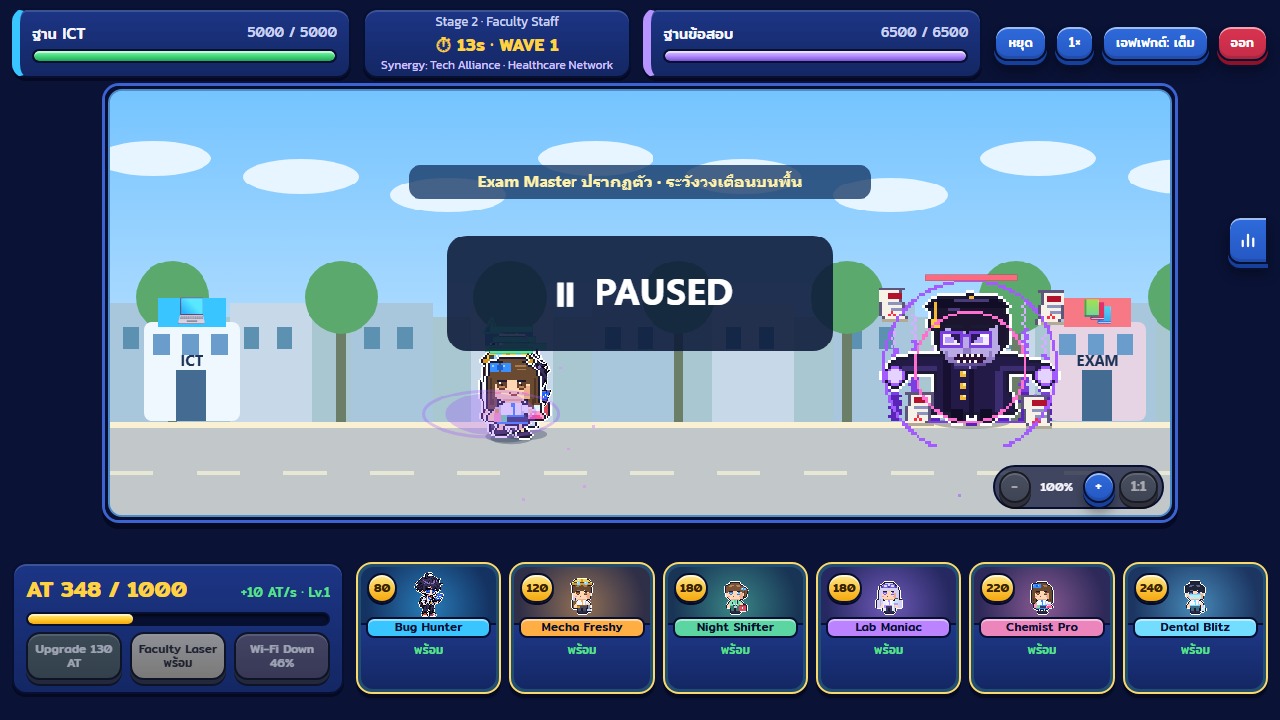 ฐาน ICT
5000 / 5000
Stage 2 · Faculty Staff
⏱ 13s · WAVE 1
Synergy: Tech Alliance · Healthcare Network
ฐานข้อสอบ
6500 / 6500
หยุด
1×
เอฟเฟกต์: เต็ม
ออก
Exam Master ปรากฏตัว · ระวังวงเตือนบนพื้น
PAUSED
ICT
EXAM
−
100%
+
1:1
AT 348 / 1000
+10 AT/s · Lv.1
Upgrade 130
AT
Faculty Laser
พร้อม
Wi-Fi Down
46%
80
Bug Hunter
พร้อม
120
Mecha Freshy
พร้อม
180
Night Shifter
พร้อม
180
Lab Maniac
พร้อม
220
Chemist Pro
พร้อม
240
Dental Blitz
พร้อม